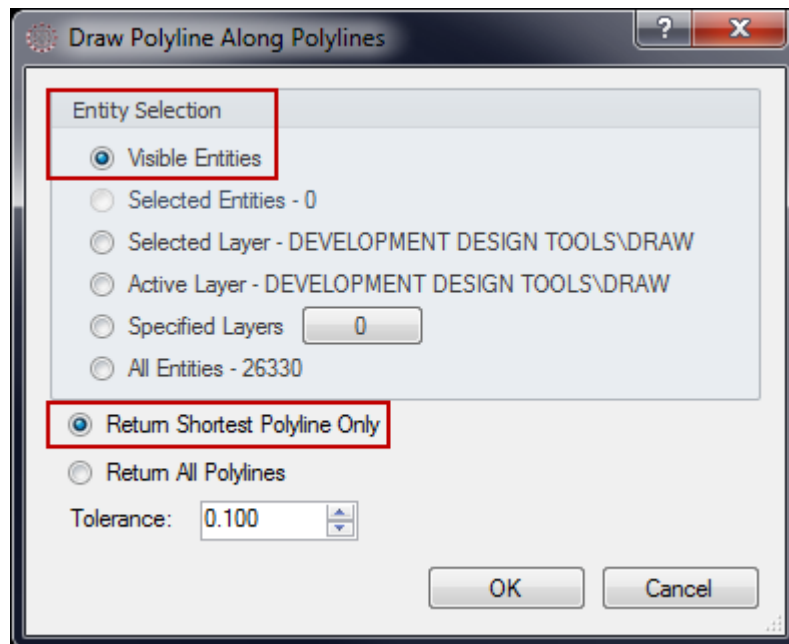 Draw Polyline Along Polylines
?
X
Entity Selection
Visible Entities
Selected Entities - 0
Selected Layer - DEVELOPMENT DESIGN TOOLS\DRAW
Active Layer - DEVELOPMENT DESIGN TOOLS\DRAW
Specified Layers 0
All Entities - 26330
Return Shortest Polyline Only
Return All Polylines
Tolerance: 0.100
OK Cancel